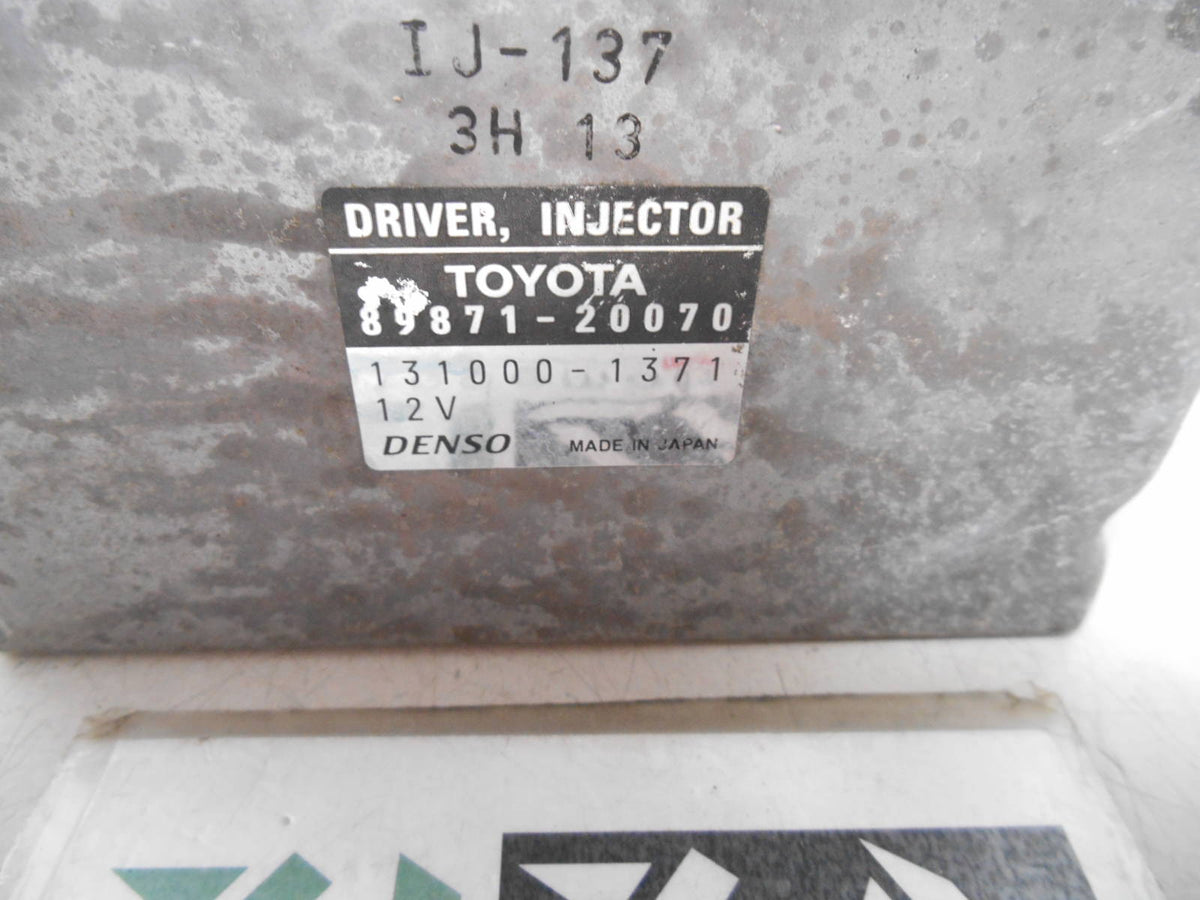 IJ-137
3H 13
DRIVER, INJECTOR
TOYOTA
89871-20070
131000-1371
12V
DENSO MADE IN JAPAN